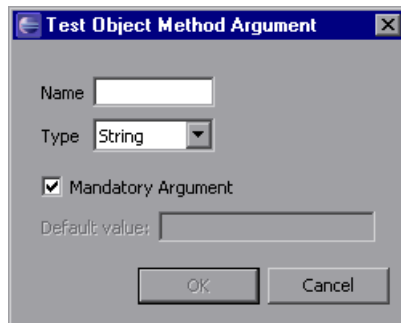 Test Object Method Argument
Name
Type String
Mandatory Argument
Default value:
OK Cancel